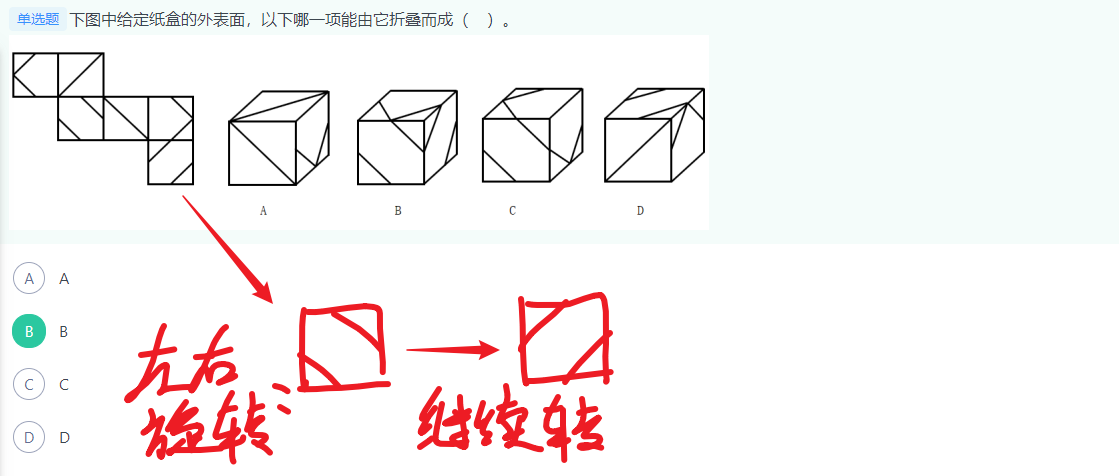 单选题 下图中给定纸盒的外表面，以下哪一项能由它折叠而成（ ）。
A B C D
A A
B B
C C
D D
左右
旋转：
继续转